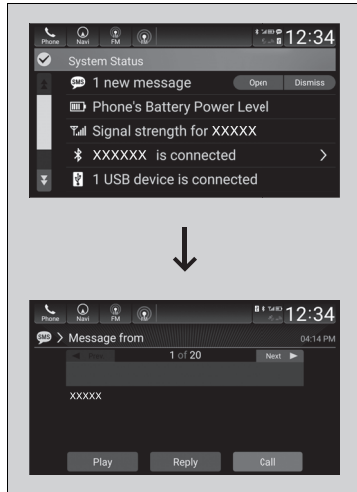 Phone Navi FM 12:34
System Status
SMS 1 new message Open Dismiss
Phone's Battery Power Level
Signal strength for XXXXX
XXXXXX is connected
1 USB device is connected
Phone Navi FM 12:34
SMS Message from 04:14 PM
Prev 1 of 20 Next
XXXXX
Play Reply Call